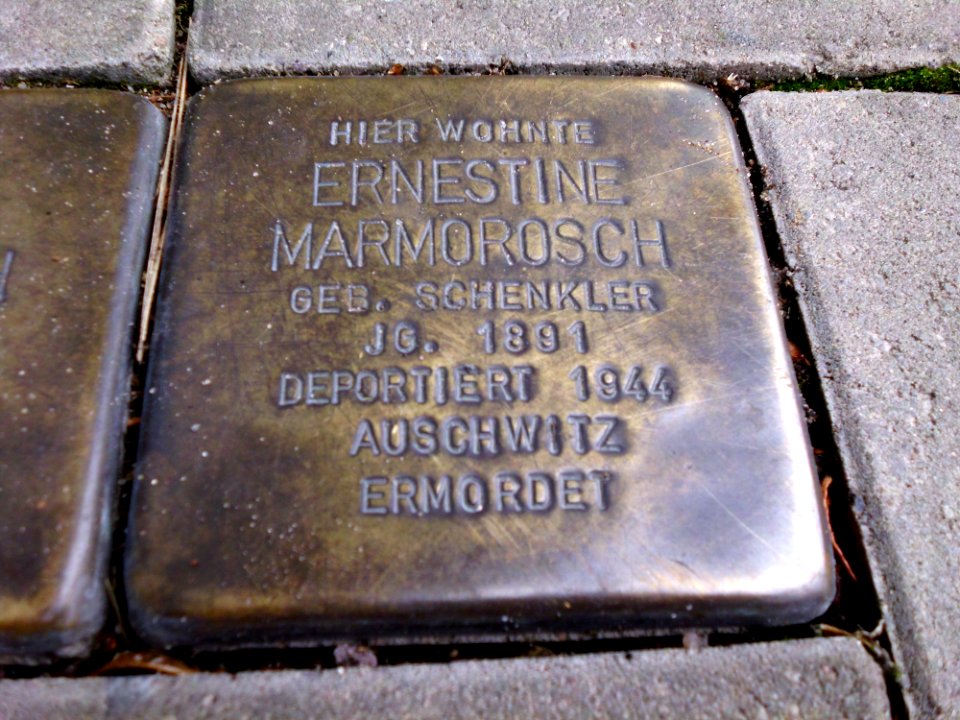 HIER WOHNTE
ERNESTINE
MARMOROSCH
GEB. SCHENKLER
JG. 1891
DEPORTIERT 1944
AUSCHWITZ
ERMORDET